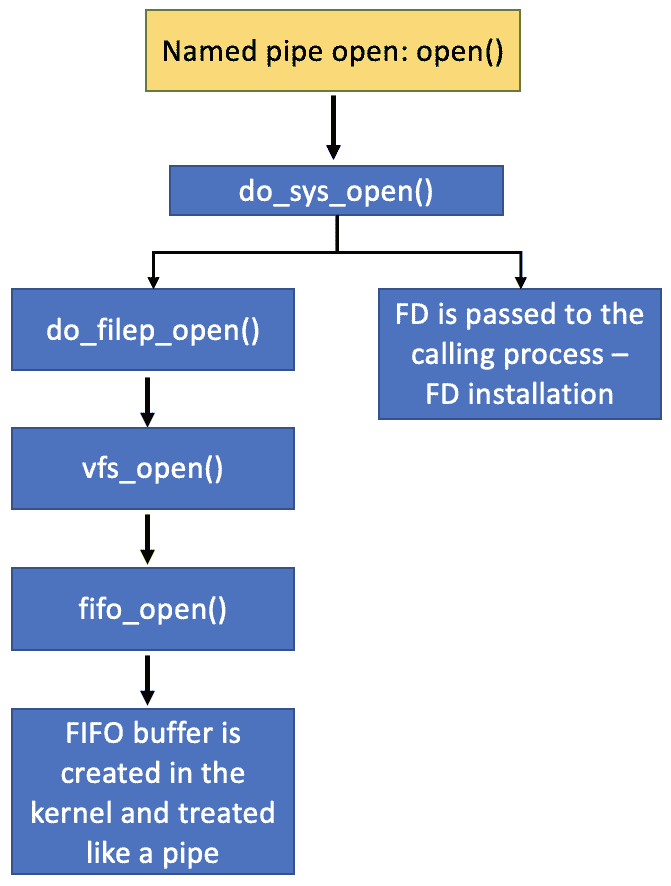 Named pipe open: open()
do_sys_open()
do_filep_open()
FD is passed to the
calling process –
FD installation
vfs_open()
fifo_open()
FIFO buffer is
created in the
kernel and treated
like a pipe